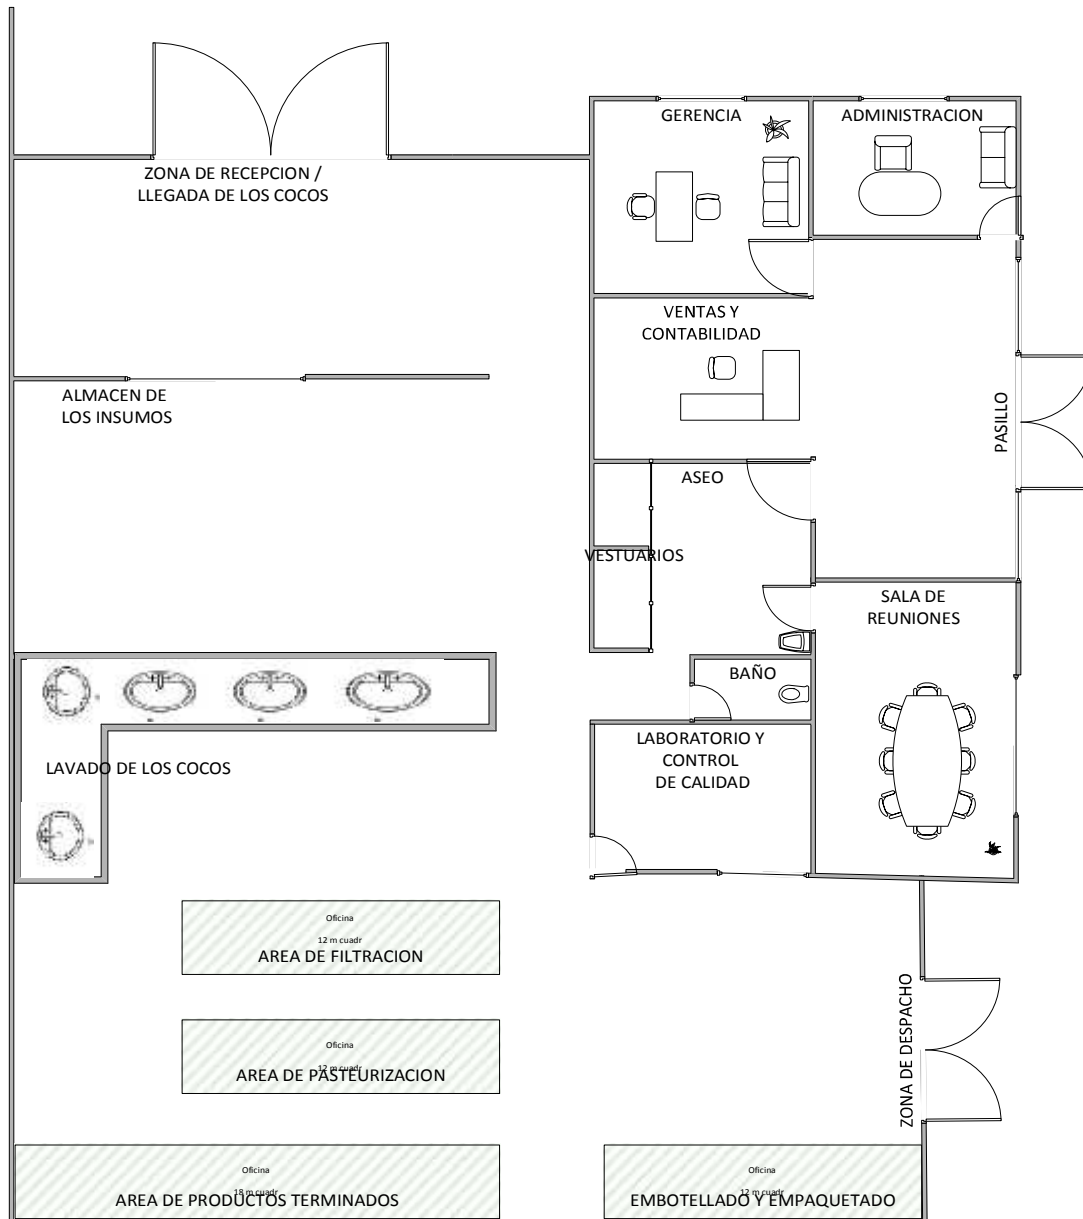 GERENCIA
ADMINISTRACION
ZONA DE RECEPCION /
LLEGADA DE LOS COCOS
VENTAS Y
CONTABILIDAD
ALMACEN DE
LOS INSUMOS
PASILLO
ASEO
VESTUARIOS
SALA DE
REUNIONES
BAÑO
LABORATORIO Y
CONTROL
DE CALIDAD
LAVADO DE LOS COCOS
Oficina
12 m cuadr
AREA DE FILTRACION
ZONA DE DESPACHO
Oficina
12 m cuadr
AREA DE PASTEURIZACION
Oficina
18 m cuadr
AREA DE PRODUCTOS TERMINADOS
Oficina
12 m cuadr
EMBOTELLADO Y EMPAQUETADO